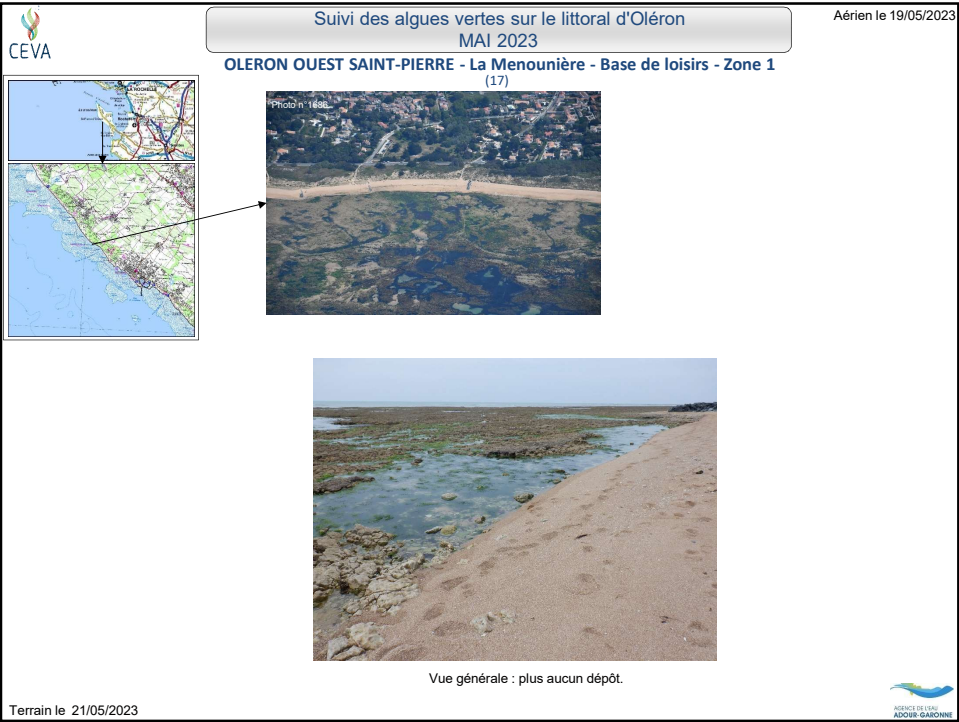 CEVA
Suivi des algues vertes sur le littoral d'Oléron
MAI 2023
Aérien le 19/05/2023
OLERON OUEST SAINT-PIERRE - La Menounière - Base de loisirs - Zone 1
(17)
LA ROCHELLE
Photo n°1686
Vue générale : plus aucun dépôt.
Terrain le 21/05/2023
AGENCE DE L'EAU
ADOUR-GARONNE